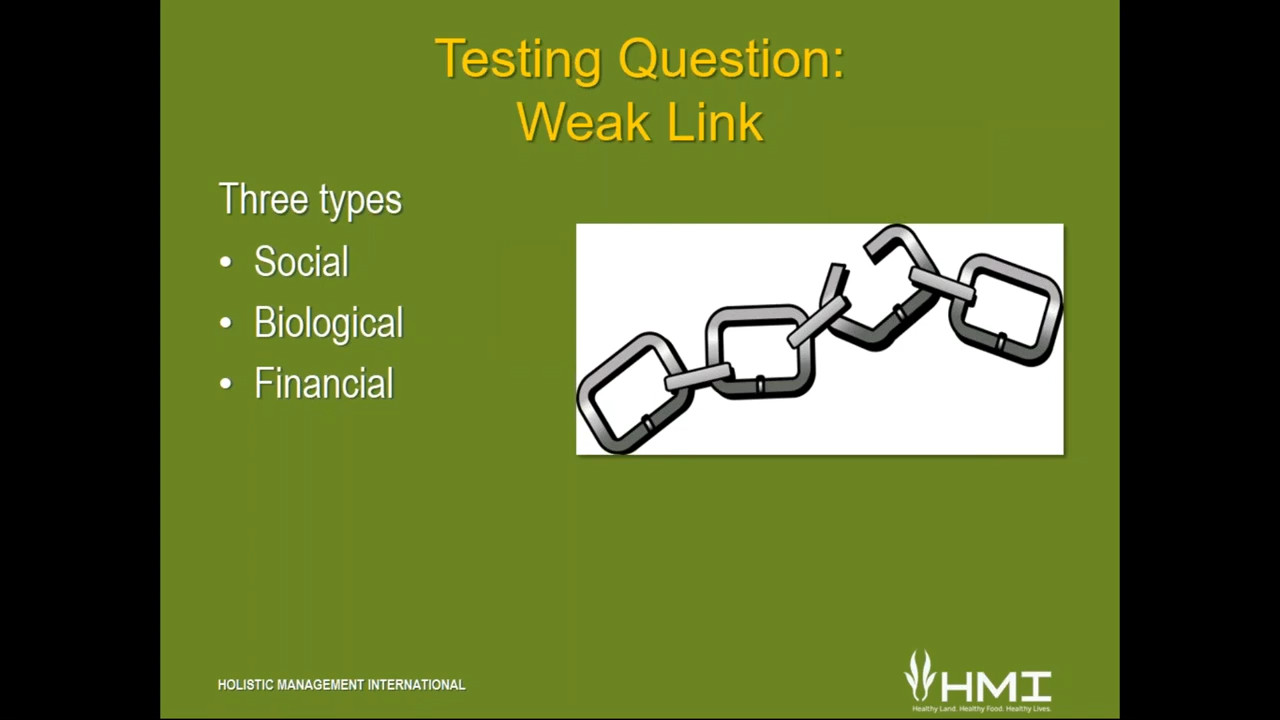 Testing Question:
Weak Link
Three types
• Social
• Biological
• Financial
HOLISTIC MANAGEMENT INTERNATIONAL
HMI
Healthy Land. Healthy Food. Healthy Lives.